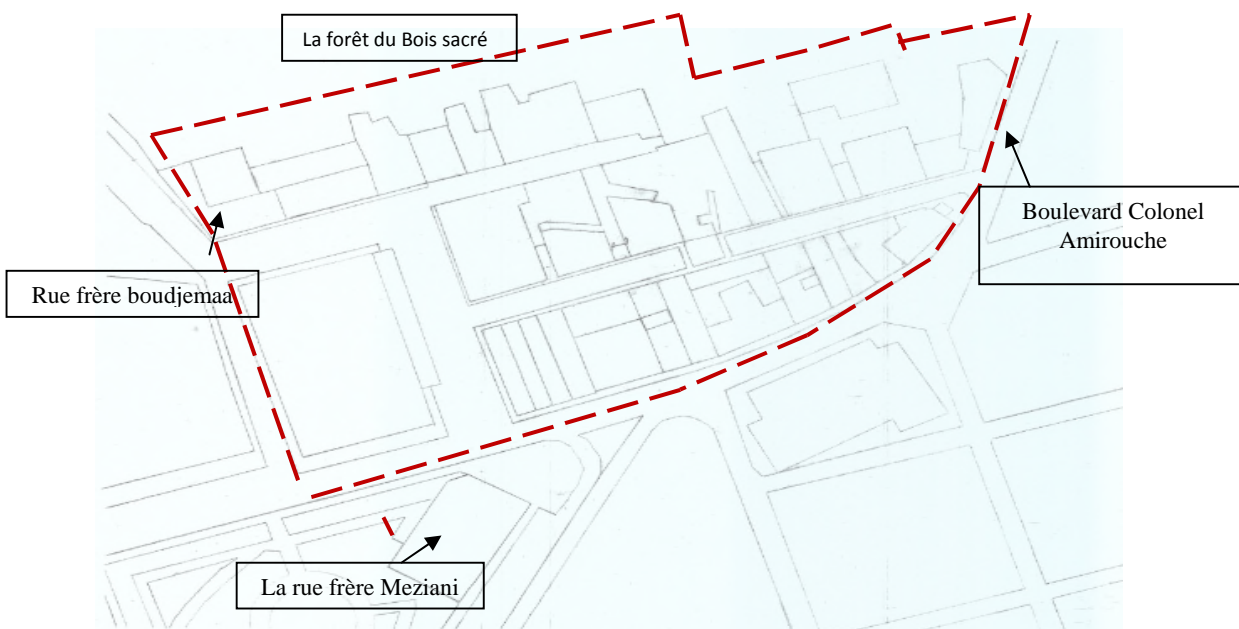 La forêt du Bois sacré
Boulevard Colonel
Amirouche
Rue frère boudjemaa
La rue frère Meziani